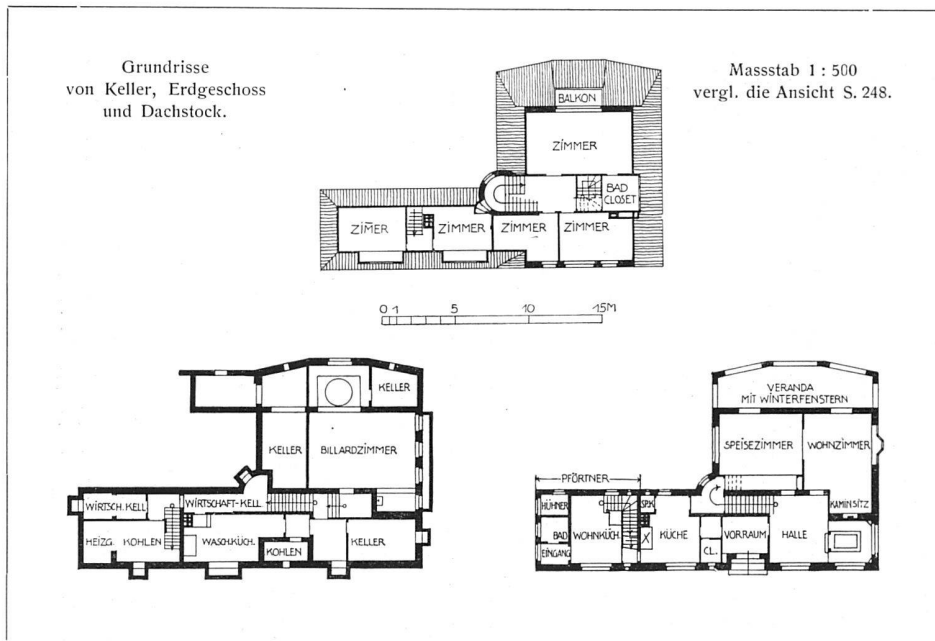 Grundrisse
von Keller, Erdgeschoss
und Dachstock.
Massstab 1 : 500
vergl. die Ansicht S. 248.
BALKON
ZIMMER
BAD
CLOSET
ZIM̄ER
ZIMMER
ZIMMER
ZIMMER
0 1 5 10 15M
KELLER
KELLER
BILLARDZIMMER
WIRTSCH. KELL.
WIRTSCHAFT-KELL.
HEIZG.
KOHLEN
WASCHKÜCH.
KOHLEN
KELLER
VERANDA
MIT WINTERFENSTERN
SPEISEZIMMER
WOHNZIMMER
PFÖRTNER
HÜHNER
BAD
EINGANG
WOHNKÜCH.
SPK.
KÜCHE
CL.
VORRAUM
HALLE
KAMINSITZ